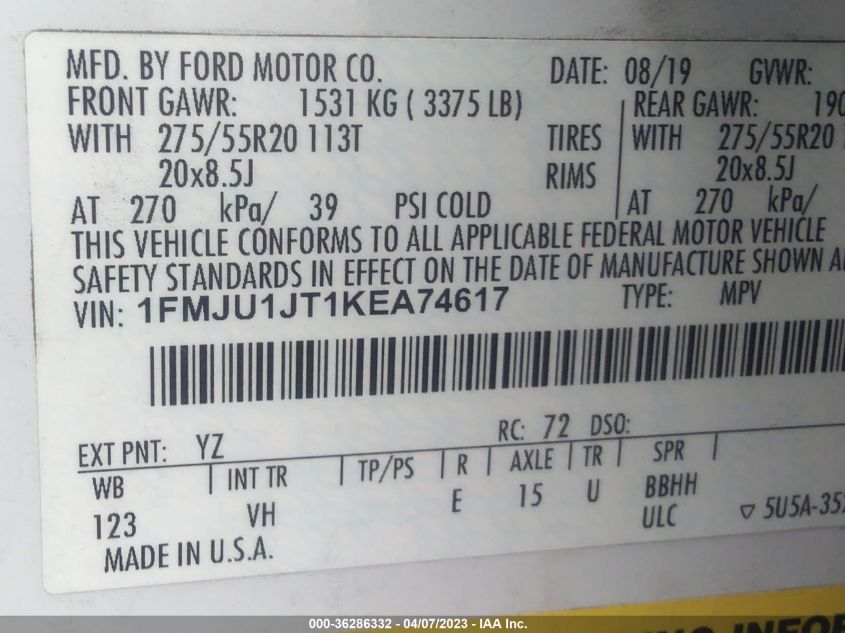 MFD. BY FORD MOTOR CO. DATE: 08/19 GVWR:
FRONT GAWR: 1531 KG ( 3375 LB) REAR GAWR: 190
WITH 275/55R20 113T TIRES WITH 275/55R20
20x8.5J RIMS 20x8.5J
AT 270 kPa/ 39 PSI COLD AT 270 kPa/
THIS VEHICLE CONFORMS TO ALL APPLICABLE FEDERAL MOTOR VEHICLE
SAFETY STANDARDS IN EFFECT ON THE DATE OF MANUFACTURE SHOWN
VIN: 1FMJU1JT1KEA74617 TYPE: MPV
EXT PNT: YZ RC: 72 DSO:
WB INT TR TP/PS R AXLE TR SPR
123 VH E 15 U BBHH
ULC ▽ 5U5A-35
MADE IN U.S.A.
000-36286332 - 04/07/2023 - IAA Inc.